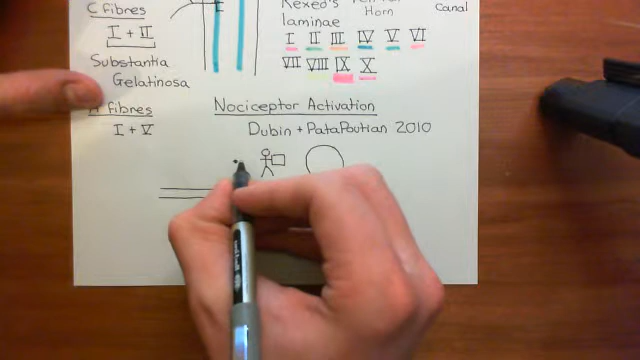 C fibres
I + II
Substantia
Gelatinosa
fibres
I + V
Rexed's
Horn
Canal
laminae
I II III IV V VI
VII VIII IX X
Nociceptor Activation
Dubin + Patapoutian 2010